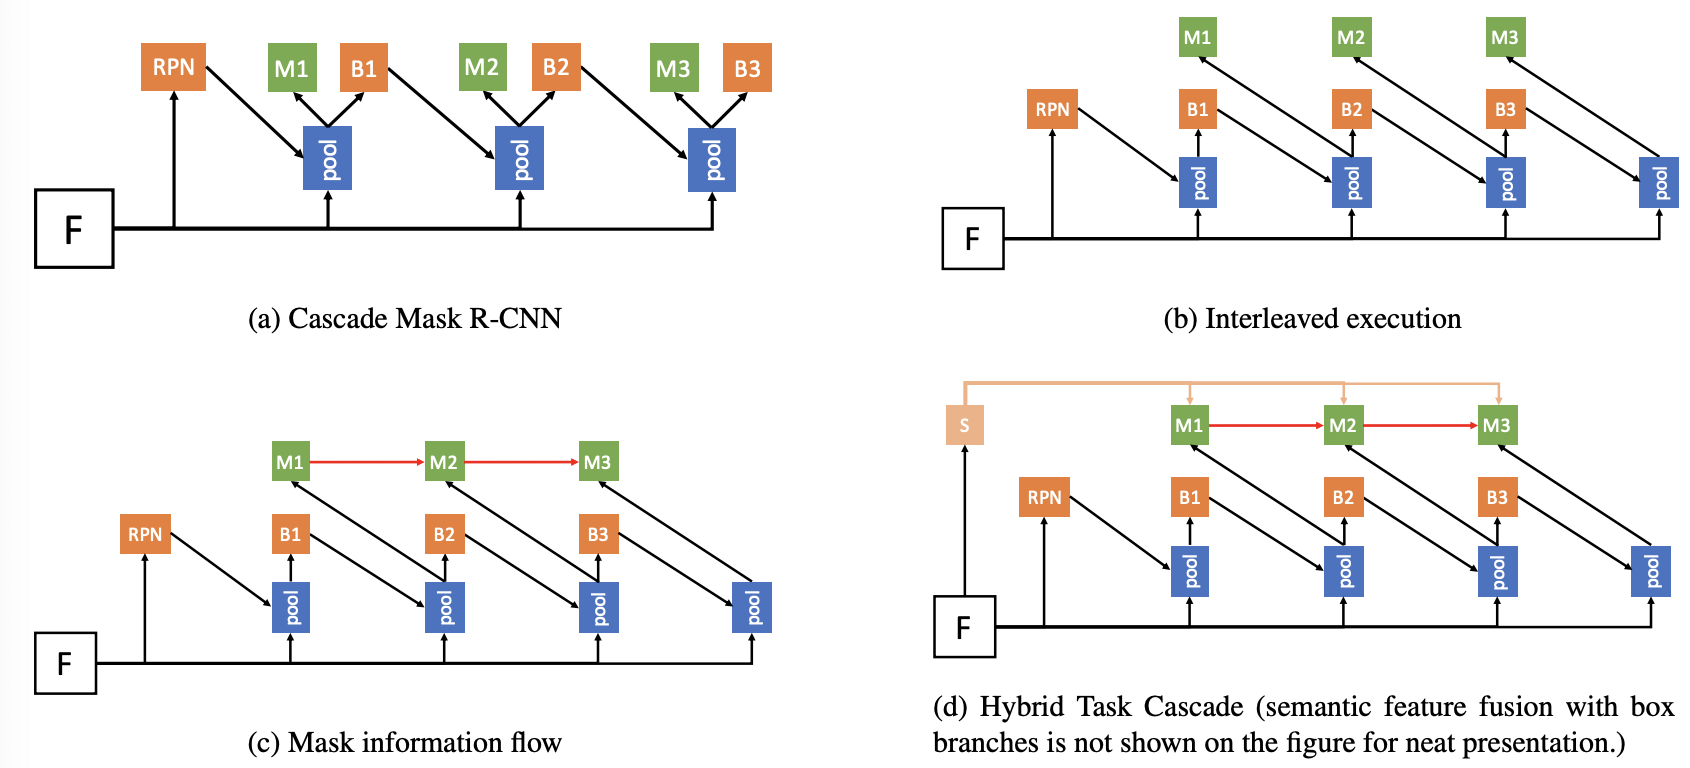 RPN M1 B1 M2 B2 M3 B3
pool pool pool
F
(a) Cascade Mask R-CNN
M1 M2 M3
RPN B1 B2 B3
pool pool pool pool
F
(b) Interleaved execution
M1 M2 M3
RPN B1 B2 B3
pool pool pool pool
F
(c) Mask information flow
S M1 M2 M3
RPN B1 B2 B3
pool pool pool pool
F
(d) Hybrid Task Cascade (semantic feature fusion with box
branches is not shown on the figure for neat presentation.)